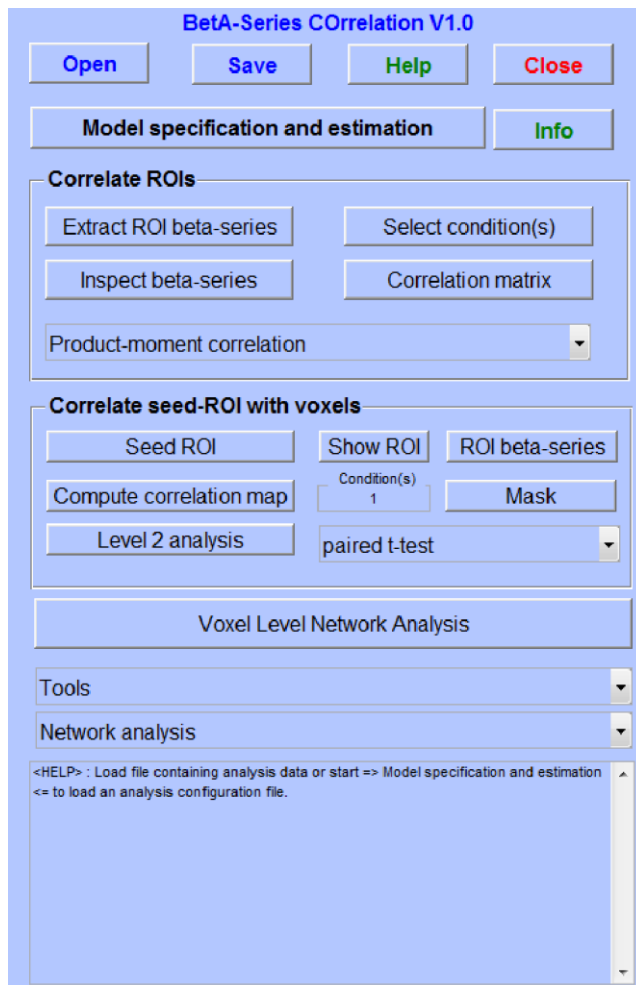 BetA-Series COrrelation V1.0
Open Save Help Close
Model specification and estimation Info
Correlate ROIs
Extract ROI beta-series Select condition(s)
Inspect beta-series Correlation matrix
Product-moment correlation
Correlate seed-ROI with voxels
Seed ROI Show ROI ROI beta-series
Compute correlation map Condition(s) 1 Mask
Level 2 analysis paired t-test
Voxel Level Network Analysis
Tools
Network analysis
<HELP> : Load file containing analysis data or start => Model specification and estimation
<= to load an analysis configuration file.